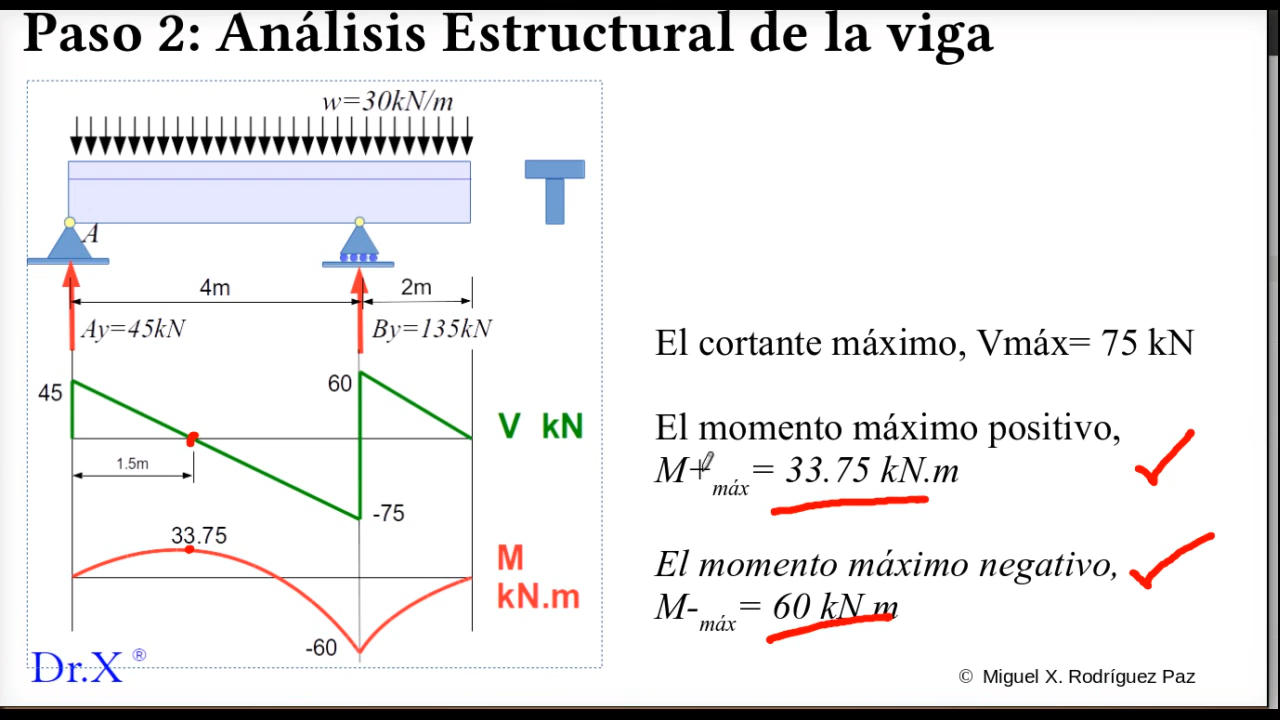 Paso 2: Análisis Estructural de la viga
w=30kN/m
A
4m
2m
Ay=45kN
By=135kN
45
60
V kN
1.5m
-75
33.75
M
kN.m
-60
Dr.X ®
El cortante máximo, Vmáx= 75 kN
El momento máximo positivo,
M+máx= 33.75 kN.m
El momento máximo negativo,
M-máx= 60 kN.m
© Miguel X. Rodríguez Paz